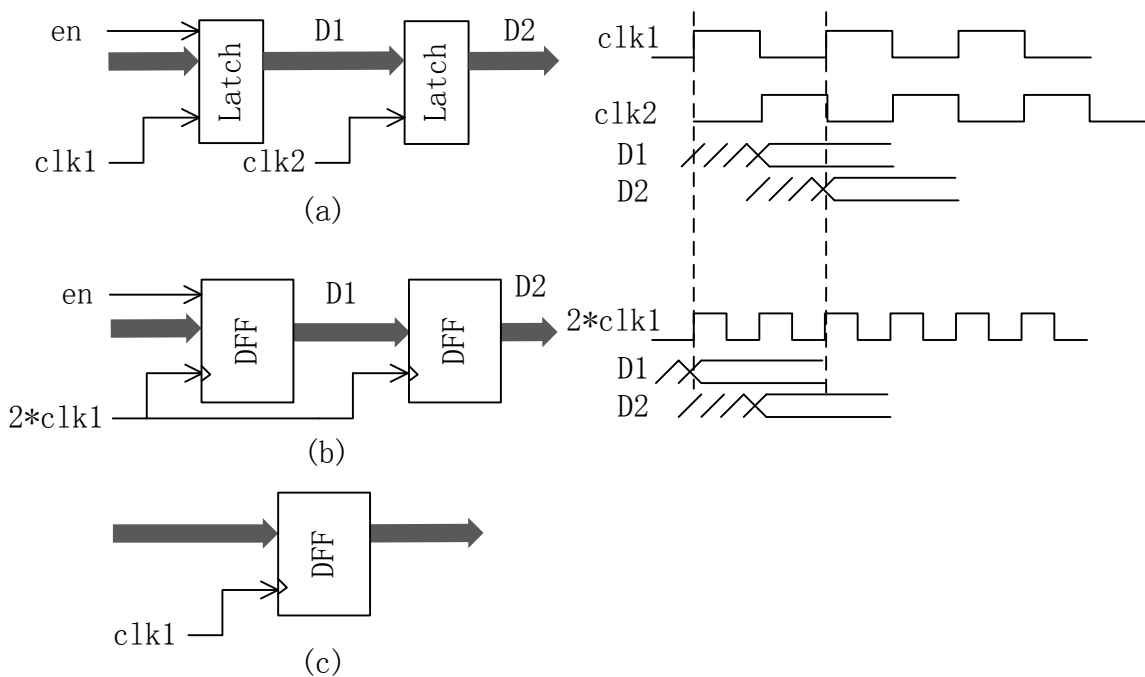 en
D1
D2
Latch
Latch
clk1
clk2
(a)
clk1
clk2
D1
D2
en
D1
D2
DFF
DFF
2*clk1
(b)
2*clk1
D1
D2
DFF
clk1
(c)